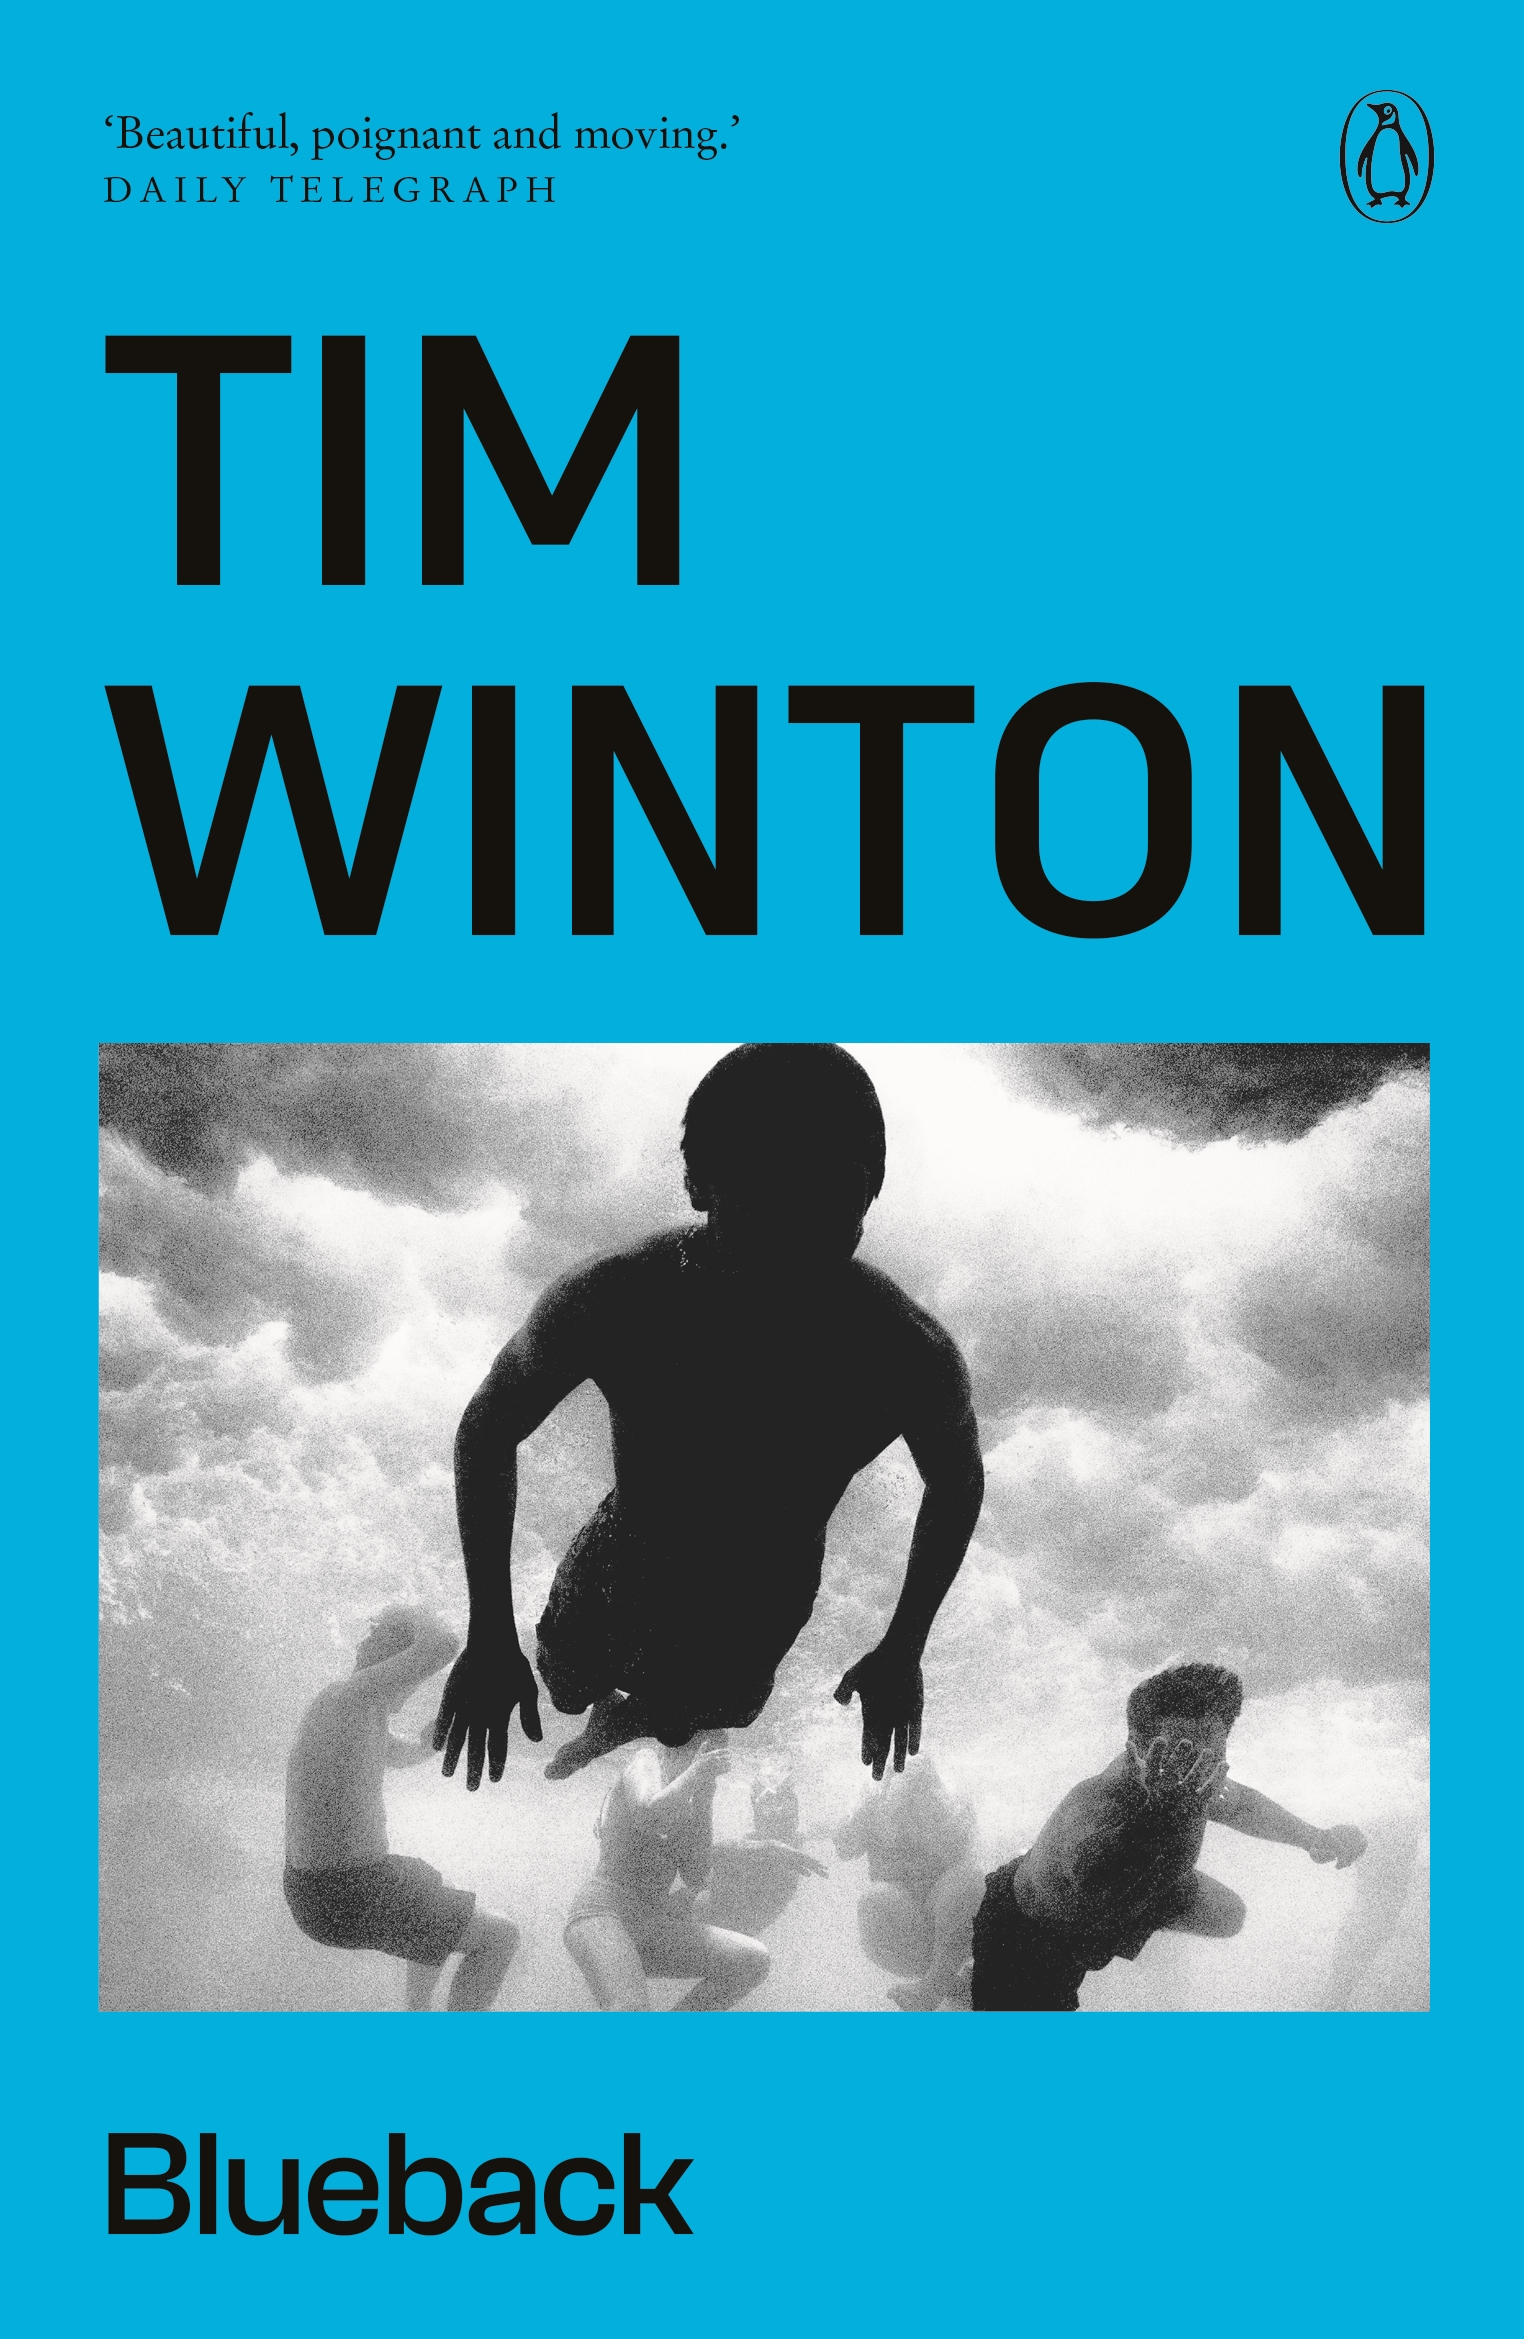 ‘Beautiful, poignant and moving.’
DAILY TELEGRAPH
TIM
WINTON
Blueback